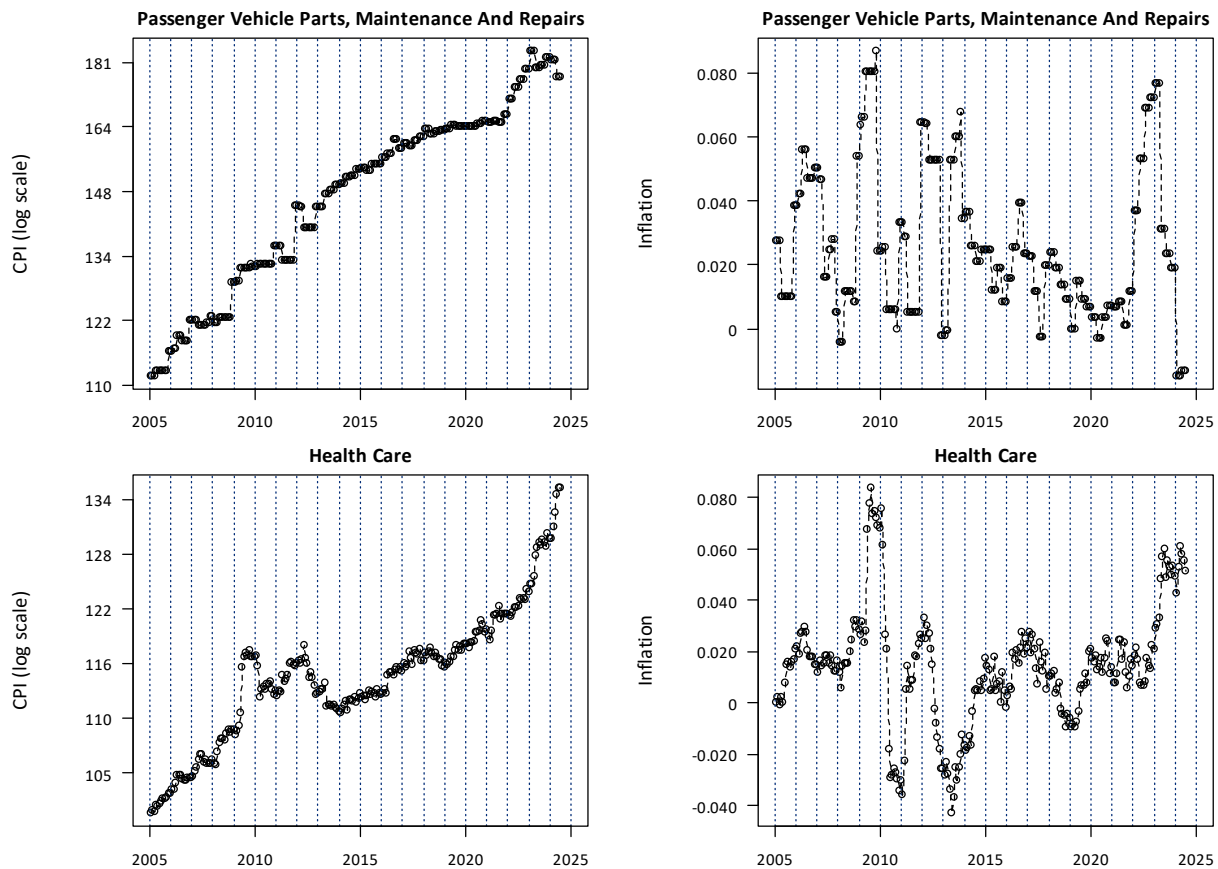 Passenger Vehicle Parts, Maintenance And Repairs
CPI (log scale)
181
164
148
134
122
110
2005 2010 2015 2020 2025
Passenger Vehicle Parts, Maintenance And Repairs
Inflation
0.080
0.060
0.040
0.020
0
2005 2010 2015 2020 2025
Health Care
CPI (log scale)
134
128
122
116
110
105
2005 2010 2015 2020 2025
Health Care
Inflation
0.080
0.060
0.040
0.020
0
-0.020
-0.040
2005 2010 2015 2020 2025